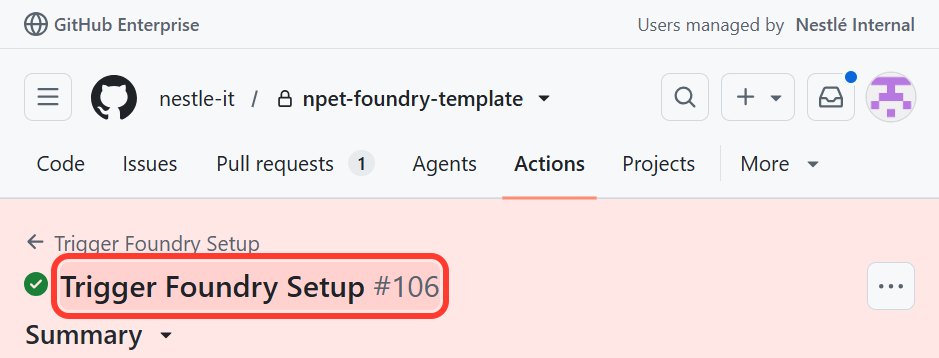 GitHub Enterprise
Users managed by Nestlé Internal
nestle-it / npet-foundry-template
Code Issues Pull requests 1 Agents Actions Projects More
Trigger Foundry Setup
Trigger Foundry Setup #106
Summary